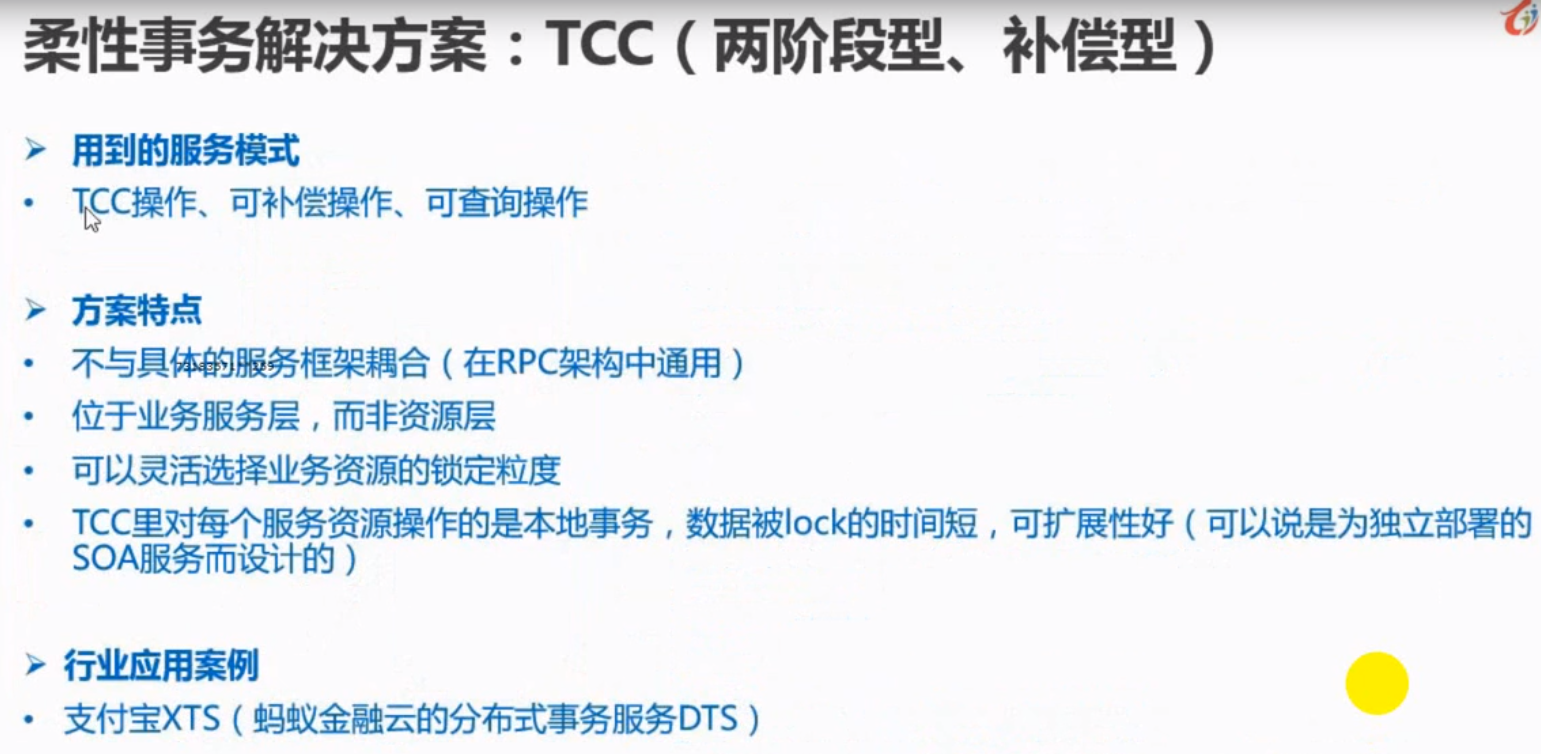 柔性事务解决方案：TCC（两阶段型、补偿型）
用到的服务模式
TCC操作、可补偿操作、可查询操作
方案特点
不与具体的服务框架耦合（在RPC架构中通用）
位于业务服务层，而非资源层
可以灵活选择业务资源的锁定粒度
TCC里对每个服务资源操作的是本地事务，数据被lock的时间短，可扩展性好（可以说是为独立部署的
SOA服务而设计的）
行业应用案例
支付宝XTS（蚂蚁金融云的分布式事务服务DTS）